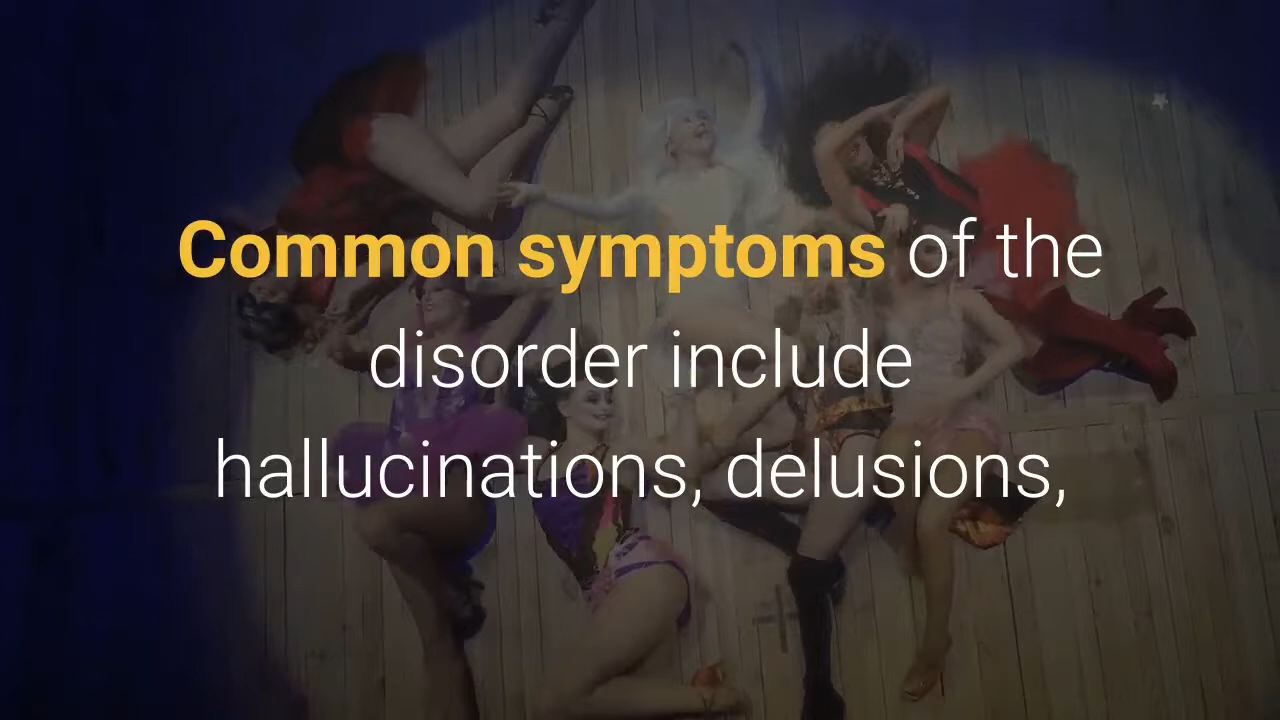 Common symptoms of the
disorder include
hallucinations, delusions,